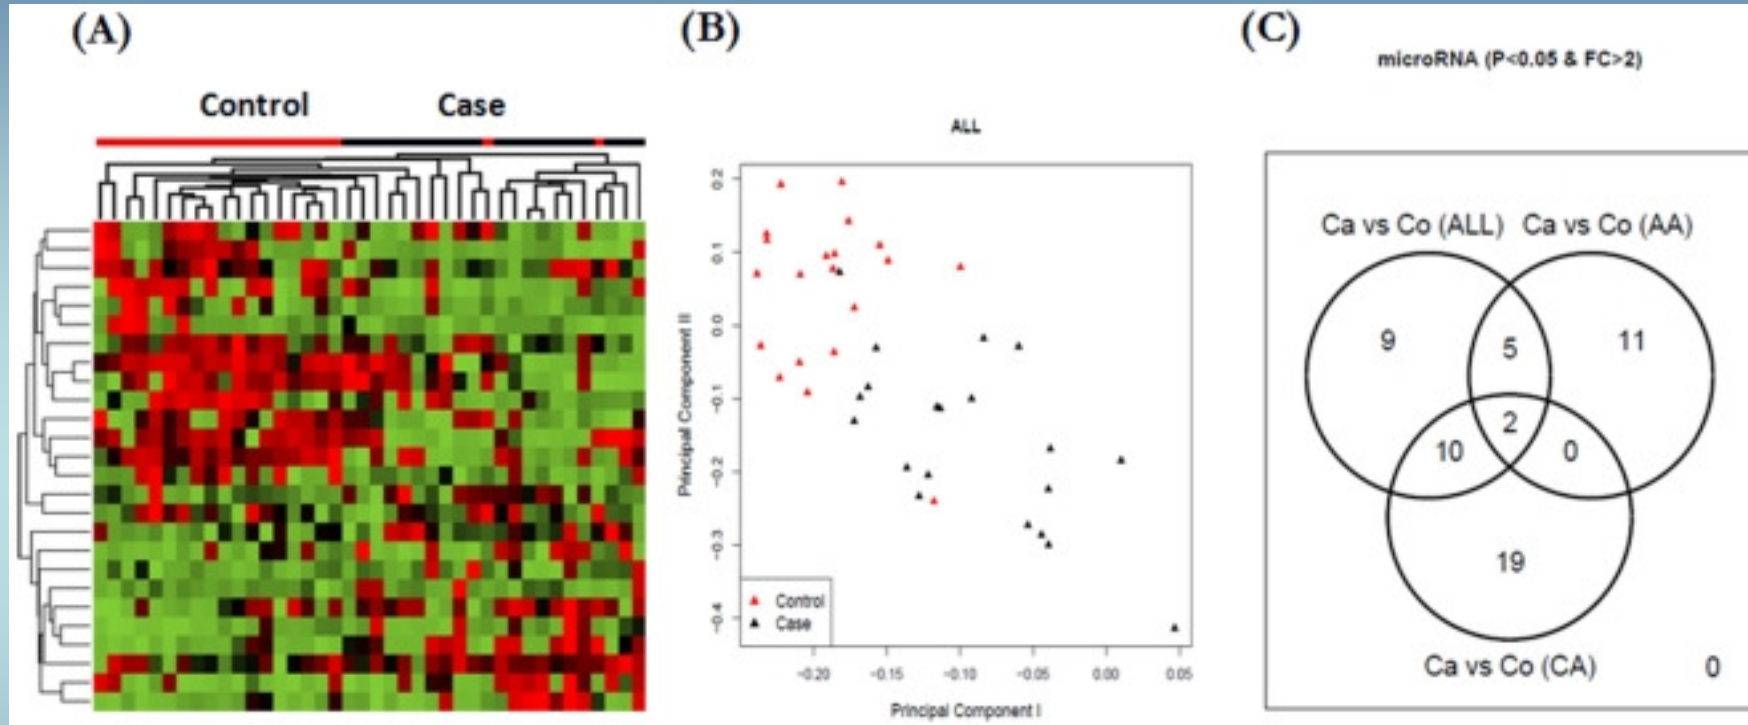 (A)
Control
Case
(B)
ALL
Principal Component II
0.2
0.1
0.0
−0.1
−0.2
−0.3
−0.4
Control
Case
−0.20
−0.15
−0.10
−0.05
0.00
0.05
Principal Component I
(C)
microRNA (P<0.05 & FC>2)
Ca vs Co (ALL)
Ca vs Co (AA)
9
5
11
2
10
0
19
Ca vs Co (CA)
0